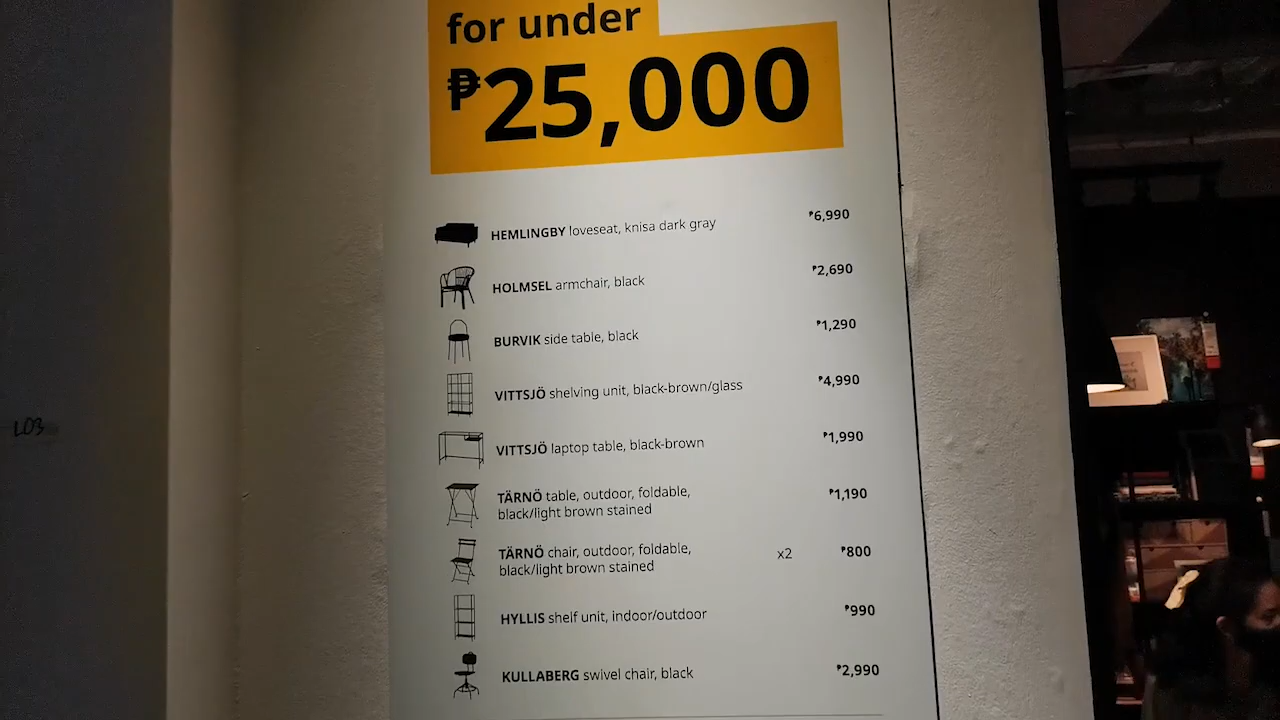 for under
₱25,000
HEMLINGBY loveseat, knisa dark gray ₱6,990
HOLMSEL armchair, black ₱2,690
BURVIK side table, black ₱1,290
VITTSJÖ shelving unit, black-brown/glass ₱4,990
VITTSJÖ laptop table, black-brown ₱1,990
TÄRNÖ table, outdoor, foldable, ₱1,190
black/light brown stained
TÄRNÖ chair, outdoor, foldable, x2 ₱800
black/light brown stained
HYLLIS shelf unit, indoor/outdoor ₱990
KULLABERG swivel chair, black ₱2,990
L03